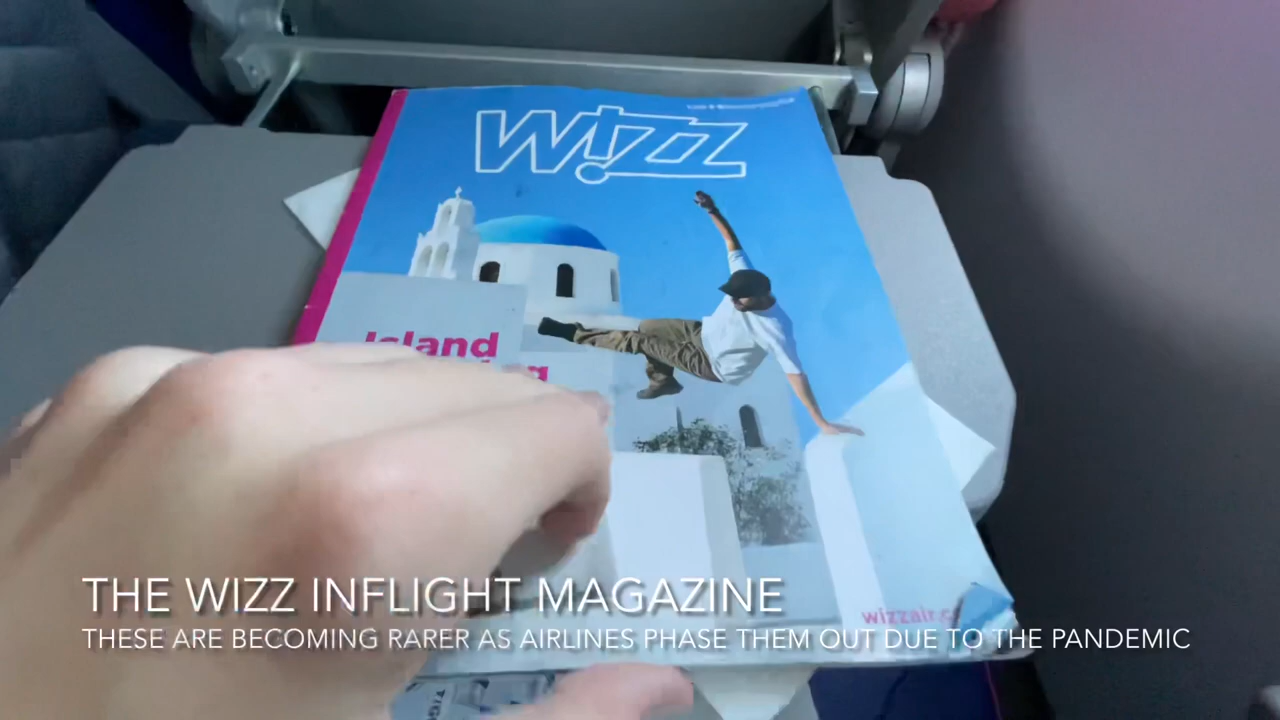 WIZZ
Island
wizzair.c
THE WIZZ INFLIGHT MAGAZINE
THESE ARE BECOMING RARER AS AIRLINES PHASE THEM OUT DUE TO THE PANDEMIC